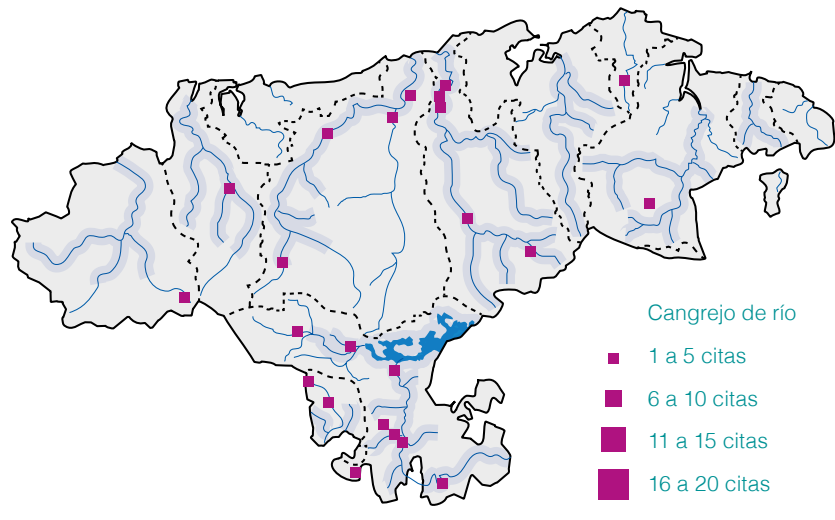 Cangrejo de río
1 a 5 citas
6 a 10 citas
11 a 15 citas
16 a 20 citas